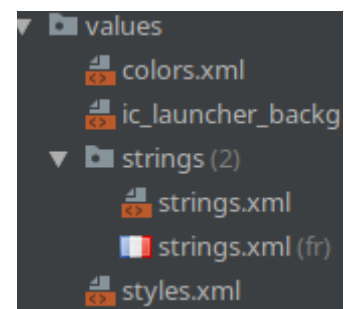 values
colors.xml
ic_launcher_backg
strings (2)
strings.xml
strings.xml (fr)
styles.xml